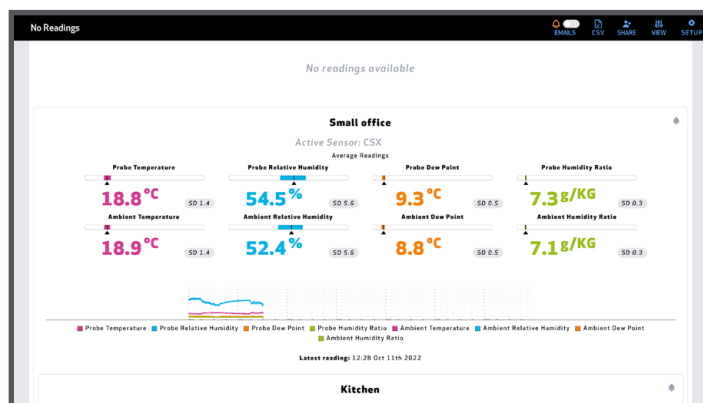 No Readings
EMAILS CSV SHARE VIEW SETUP
No readings available
Small office
Active Sensor: CSX
Average Readings
Probe Temperature Probe Relative Humidity Probe Dew Point Probe Humidity Ratio
18.8°C SD 1.4 54.5% SD 5.6 9.3°C SD 0.5 7.3g/KG SD 0.3
Ambient Temperature Ambient Relative Humidity Ambient Dew Point Ambient Humidity Ratio
18.9°C SD 1.4 52.4% SD 5.6 8.8°C SD 0.5 7.1g/KG SD 0.3
Probe Temperature Probe Relative Humidity Probe Dew Point Probe Humidity Ratio Ambient Temperature Ambient Relative Humidity Ambient Dew Point
Ambient Humidity Ratio
Latest reading: 12:28 Oct 11th 2022
Kitchen